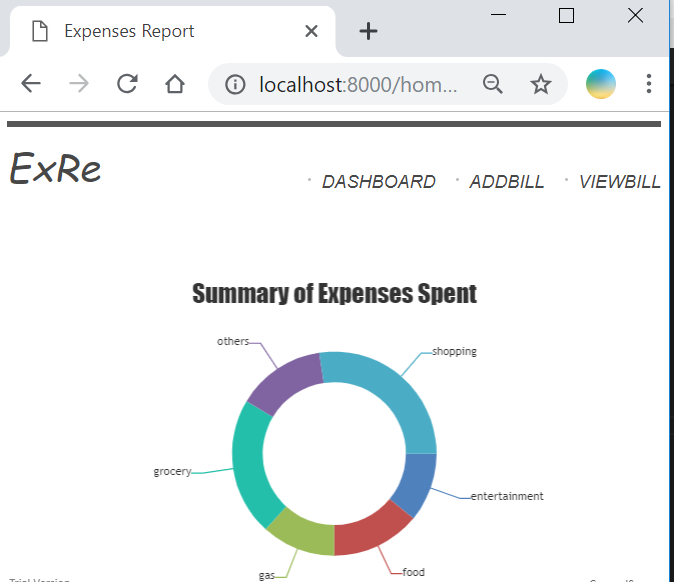 Expenses Report
localhost:8000/hom...
ExRe
DASHBOARD ADDBILL VIEWBILL
Summary of Expenses Spent
others
shopping
grocery
entertainment
gas
food
Trial Version